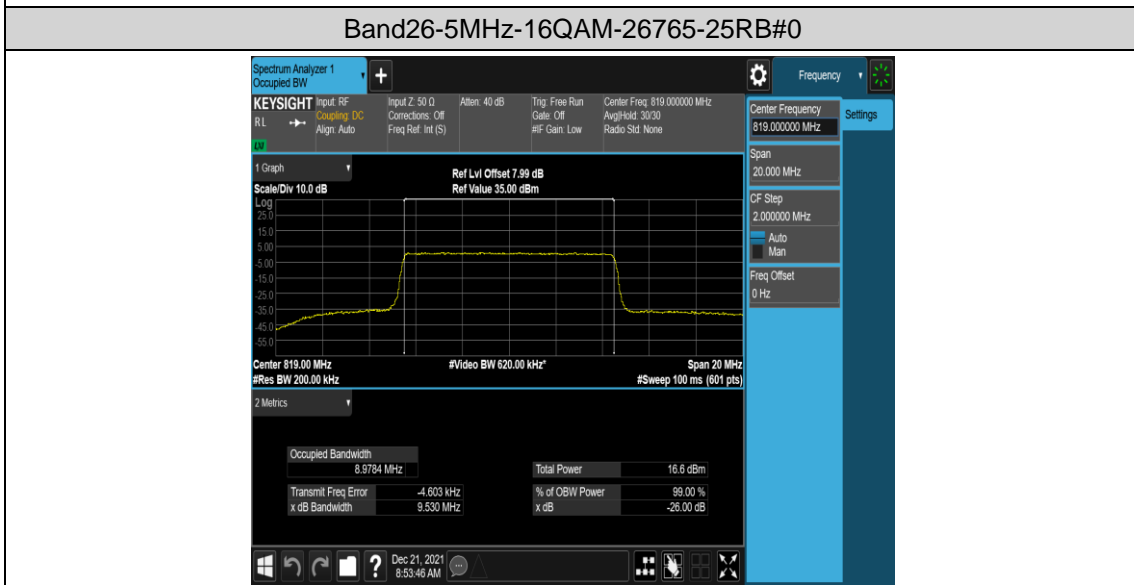 Band26-5MHz-16QAM-26765-25RB#0
Spectrum Analyzer 1
Occupied BW
Frequency
KEYSIGHT
RL
Input: RF
Coupling: DC
Align: Auto
Input Z: 50 Ω
Corrections: Off
Freq Ref: Int (S)
Atten: 40 dB
Trig: Free Run
Gate: Off
#IF Gain: Low
Center Freq: 819.000000 MHz
Avg|Hold: 30/30
Radio Std: None
Center Frequency
819.000000 MHz
Settings
Span
20.000 MHz
CF Step
2.000000 MHz
Auto
Man
Freq Offset
0 Hz
1 Graph
Ref Lvl Offset 7.99 dB
Scale/Div 10.0 dB
Ref Value 35.00 dBm
Log
25.0
15.0
5.00
-5.00
-15.0
-25.0
-35.0
-45.0
-55.0
Center 819.00 MHz
#Video BW 620.00 kHz*
Span 20 MHz
#Res BW 200.00 kHz
#Sweep 100 ms (601 pts)
2 Metrics
Occupied Bandwidth
8.9784 MHz
Total Power 16.6 dBm
Transmit Freq Error -4.603 kHz
% of OBW Power 99.00 %
x dB Bandwidth 9.530 MHz
x dB -26.00 dB
Dec 21, 2021
8:53:46 AM